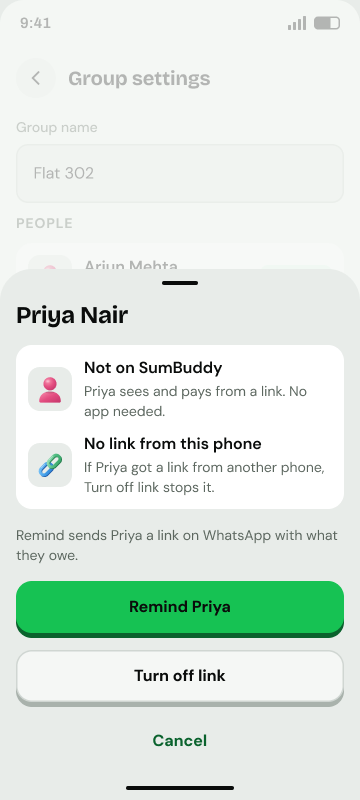 9:41
Group settings
Group name
Flat 302
PEOPLE
Arjun Mehta
Priya Nair
Not on SumBuddy
Priya sees and pays from a link. No
app needed.
No link from this phone
If Priya got a link from another phone,
Turn off link stops it.
Remind sends Priya a link on WhatsApp with what
they owe.
Remind Priya
Turn off link
Cancel